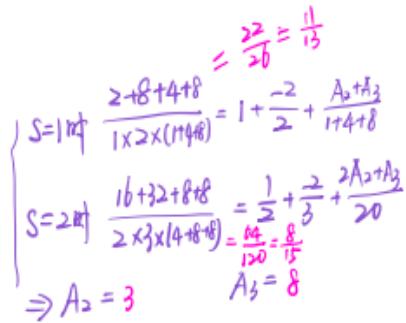 = 22/26 = 11/13
S=1时 (2+8+4+8)/(1×2×(1+4+8)) = 1 + -2/2 + (A₂+A₃)/(1+4+8)
S=2时 (16+32+8+8)/(2×3×(4+8+8)) = 1/2 + -2/3 + (2A₂+A₃)/20
= 64/120 = 8/15
⇒ A₂ = 3 A₃ = 8